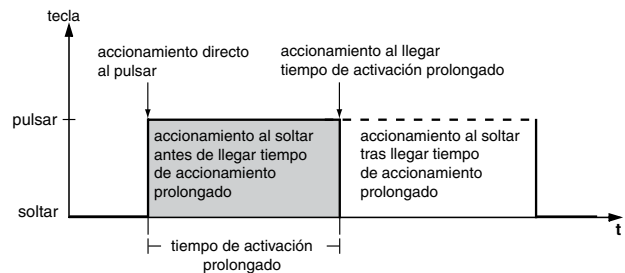 tecla
accionamiento directo
al pulsar
accionamiento al llegar
tiempo de activación prolongado
pulsar
accionamiento al soltar
antes de llegar tiempo
de accionamiento
prolongado
accionamiento al soltar
tras llegar tiempo
de accionamiento
prolongado
soltar
t
tiempo de activación
prolongado